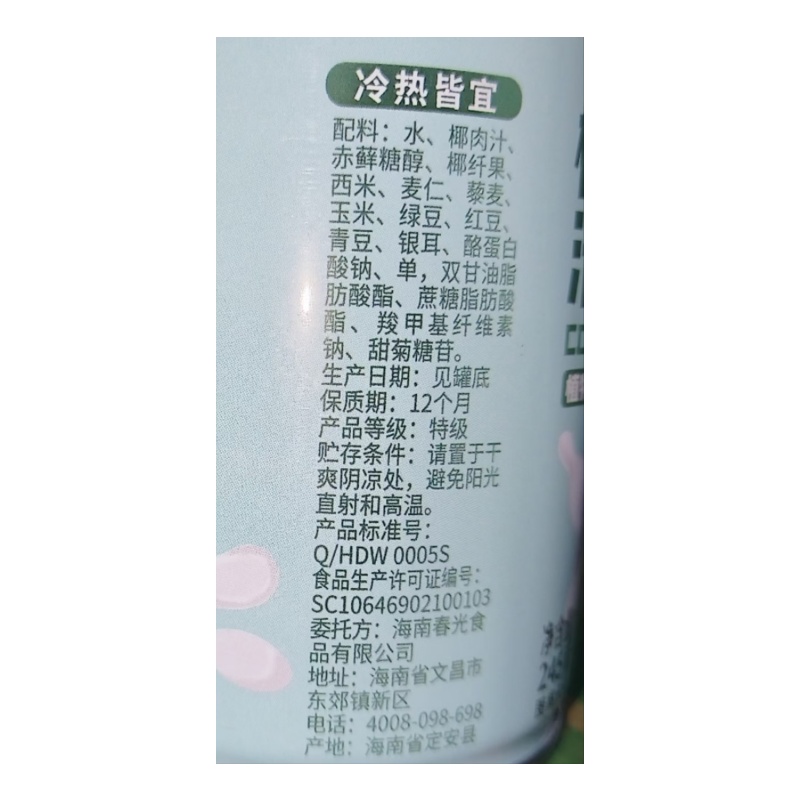 冷热皆宜
配料：水、椰肉汁、
赤藓糖醇、椰纤果、
西米、麦仁、藜麦、
玉米、绿豆、红豆、
青豆、银耳、酪蛋白
酸钠、单，双甘油脂
肪酸酯、蔗糖脂肪酸
酯、羧甲基纤维素
钠、甜菊糖苷。
生产日期：见罐底
保质期：12个月
产品等级：特级
贮存条件：请置于干
爽阴凉处，避免阳光
直射和高温。
产品标准号：
Q/HDW 0005S
食品生产许可证编号：
SC10646902100103
委托方：海南春光食
品有限公司
地址：海南省文昌市
东郊镇新区
电话：4008-098-698
产地：海南省定安县
净
245